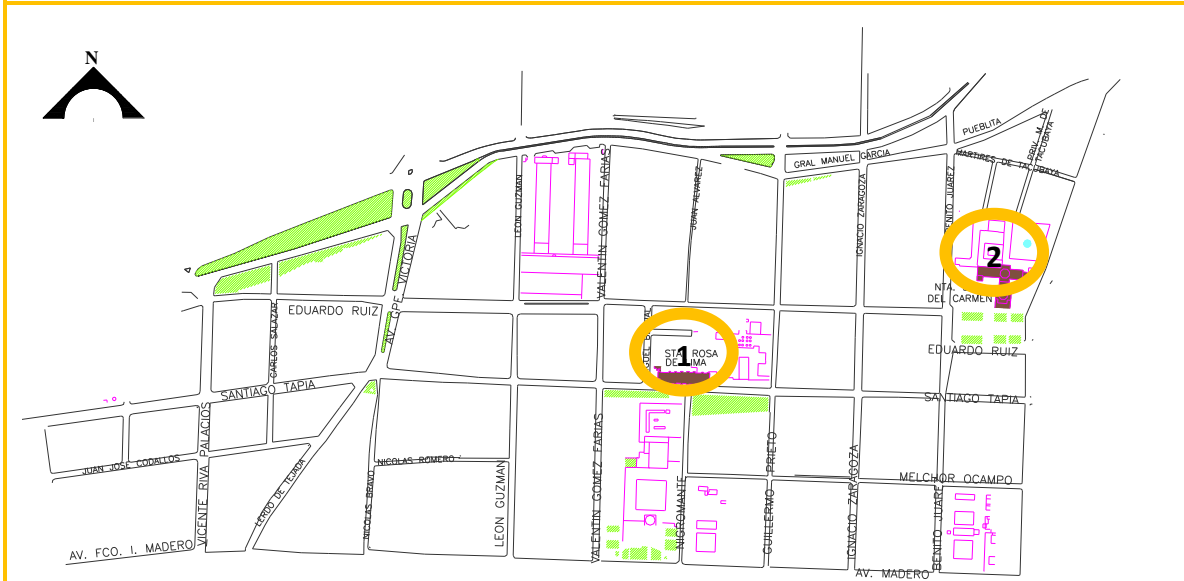 N
PUEBLITA
PRIV. M. DE
TACUBAYA
GRAL MANUEL GARCIA
MARTIRES DE TACUBAYA
LEON GUZMAN
VALENTIN GOMEZ FARIAS
JUAN ALVAREZ
IGNACIO ZARAGOZA
BENITO JUAREZ
AV. GPE. VICTORIA
2
NTA.
DEL CARMEN
EDUARDO RUIZ
CARLOS SALAZAR
1
STA. ROSA
DE LIMA
EDUARDO RUIZ
SANTIAGO TAPIA
SANTIAGO TAPIA
VICENTE RIVA PALACIOS
JUAN JOSE CODALLOS
LERDO DE TEJADA
NICOLAS BRAVO
NICOLAS ROMERO
LEON GUZMAN
VALENTIN GOMEZ FARIAS
NIGROMANTE
GUILLERMO PRIETO
IGNACIO ZARAGOZA
BENITO JUARE
MELCHOR OCAMPO
AV. FCO. I. MADERO
AV. MADERO